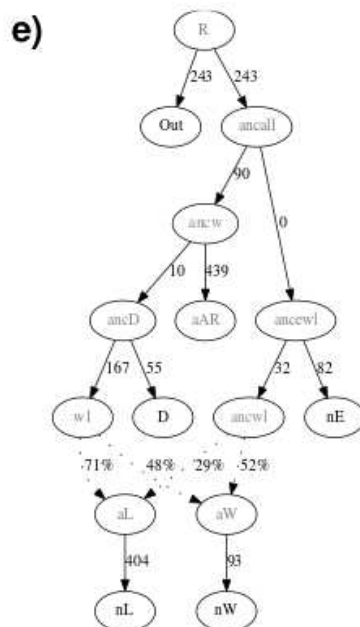 e)
R
243 243
Out ancall
90
ancw 0
10 439
ancD aAR ancewl
167 55 32 82
wl D ancwl nE
71% 48% 29% 52%
aL aW
404 93
nL nW